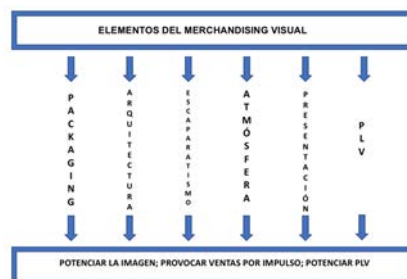 ELEMENTOS DEL MERCHANDISING VISUAL
PACKAGING
ARQUITECTURA
ESCAPARATISMO
ATMÓSFERA
PRESENTACIÓN
PLV
POTENCIAR LA IMAGEN; PROVOCAR VENTAS POR IMPULSO; POTENCIAR PLV